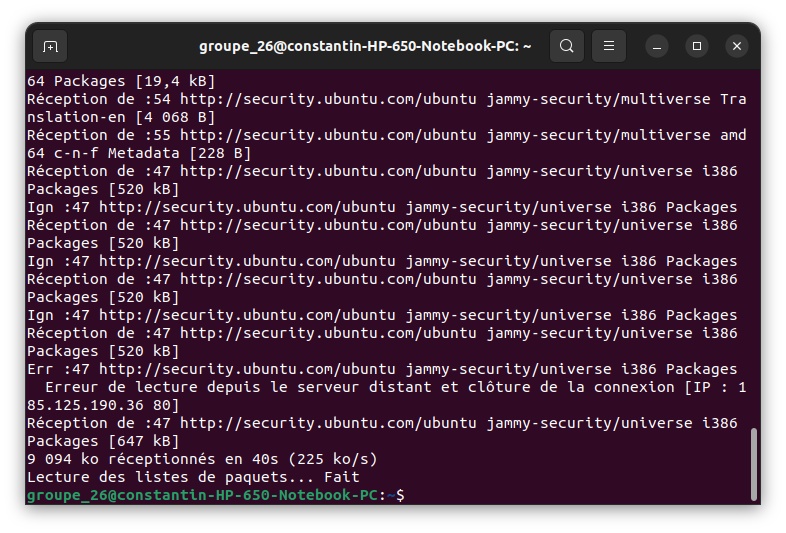 groupe_26@constantin-HP-650-Notebook-PC: ~
64 Packages [19,4 kB]
Réception de :54 http://security.ubuntu.com/ubuntu jammy-security/multiverse Tra
nslation-en [4 068 B]
Réception de :55 http://security.ubuntu.com/ubuntu jammy-security/multiverse amd
64 c-n-f Metadata [228 B]
Réception de :47 http://security.ubuntu.com/ubuntu jammy-security/universe i386
Packages [520 kB]
Ign :47 http://security.ubuntu.com/ubuntu jammy-security/universe i386 Packages
Réception de :47 http://security.ubuntu.com/ubuntu jammy-security/universe i386
Packages [520 kB]
Ign :47 http://security.ubuntu.com/ubuntu jammy-security/universe i386 Packages
Réception de :47 http://security.ubuntu.com/ubuntu jammy-security/universe i386
Packages [520 kB]
Ign :47 http://security.ubuntu.com/ubuntu jammy-security/universe i386 Packages
Réception de :47 http://security.ubuntu.com/ubuntu jammy-security/universe i386
Packages [520 kB]
Err :47 http://security.ubuntu.com/ubuntu jammy-security/universe i386 Packages
  Erreur de lecture depuis le serveur distant et clôture de la connexion [IP : 1
85.125.190.36 80]
Réception de :47 http://security.ubuntu.com/ubuntu jammy-security/universe i386
Packages [647 kB]
9 094 ko réceptionnés en 40s (225 ko/s)
Lecture des listes de paquets... Fait
groupe_26@constantin-HP-650-Notebook-PC:~$